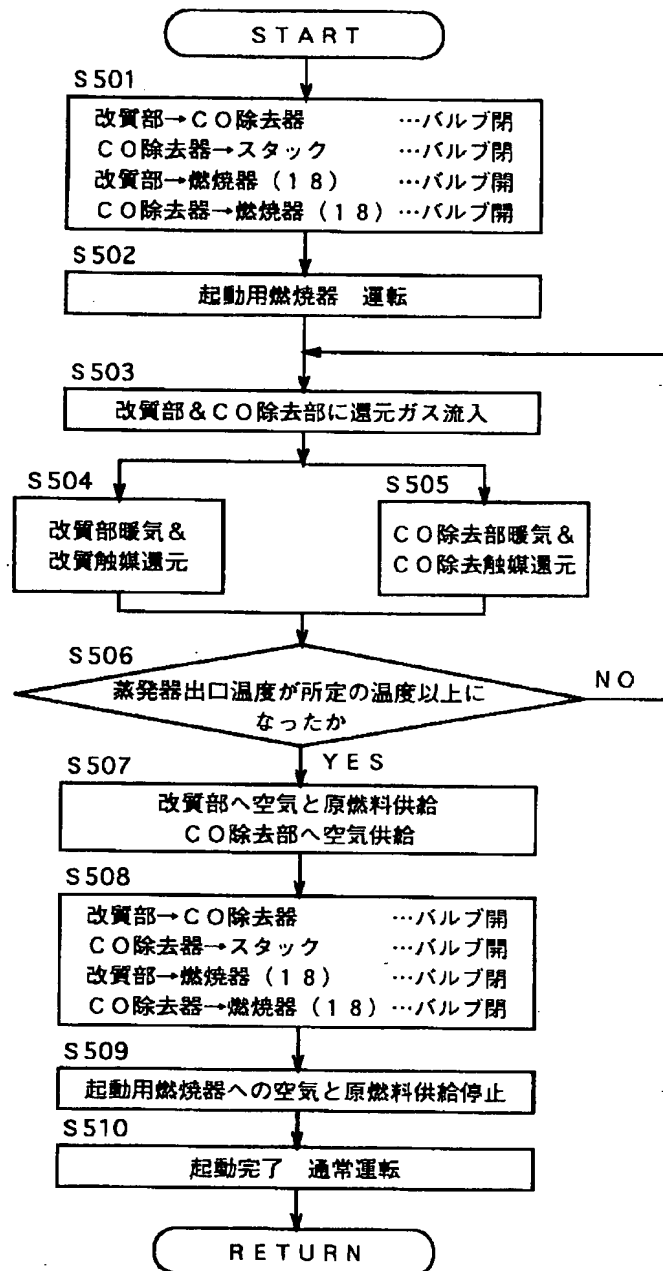 START
S501
改質部→CO除去器 …バルブ閉
CO除去器→スタック …バルブ閉
改質部→燃焼器(18) …バルブ開
CO除去器→燃焼器(18)…バルブ開
S502
起動用燃焼器 運転
S503
改質部&CO除去部に還元ガス流入
S504
改質部暖気&
改質触媒還元
S505
CO除去部暖気&
CO除去触媒還元
S506
蒸発器出口温度が所定の温度以上に
なったか
NO
YES
S507
改質部へ空気と原燃料供給
CO除去部へ空気供給
S508
改質部→CO除去器 …バルブ開
CO除去器→スタック …バルブ開
改質部→燃焼器(18) …バルブ閉
CO除去器→燃焼器(18)…バルブ閉
S509
起動用燃焼器への空気と原燃料供給停止
S510
起動完了 通常運転
RETURN